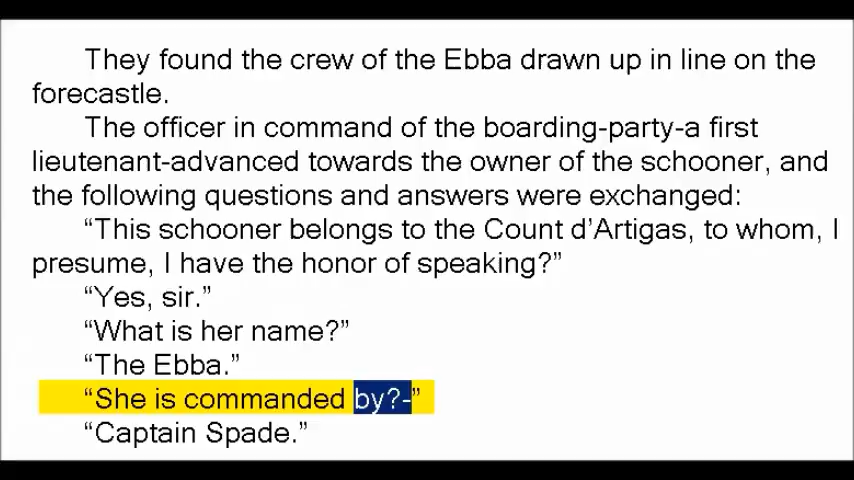 They found the crew of the Ebba drawn up in line on the
forecastle.
The officer in command of the boarding-party-a first
lieutenant-advanced towards the owner of the schooner, and
the following questions and answers were exchanged:
“This schooner belongs to the Count d’Artigas, to whom, I
presume, I have the honor of speaking?”
“Yes, sir.”
“What is her name?”
“The Ebba.”
“She is commanded by?-”
“Captain Spade.”